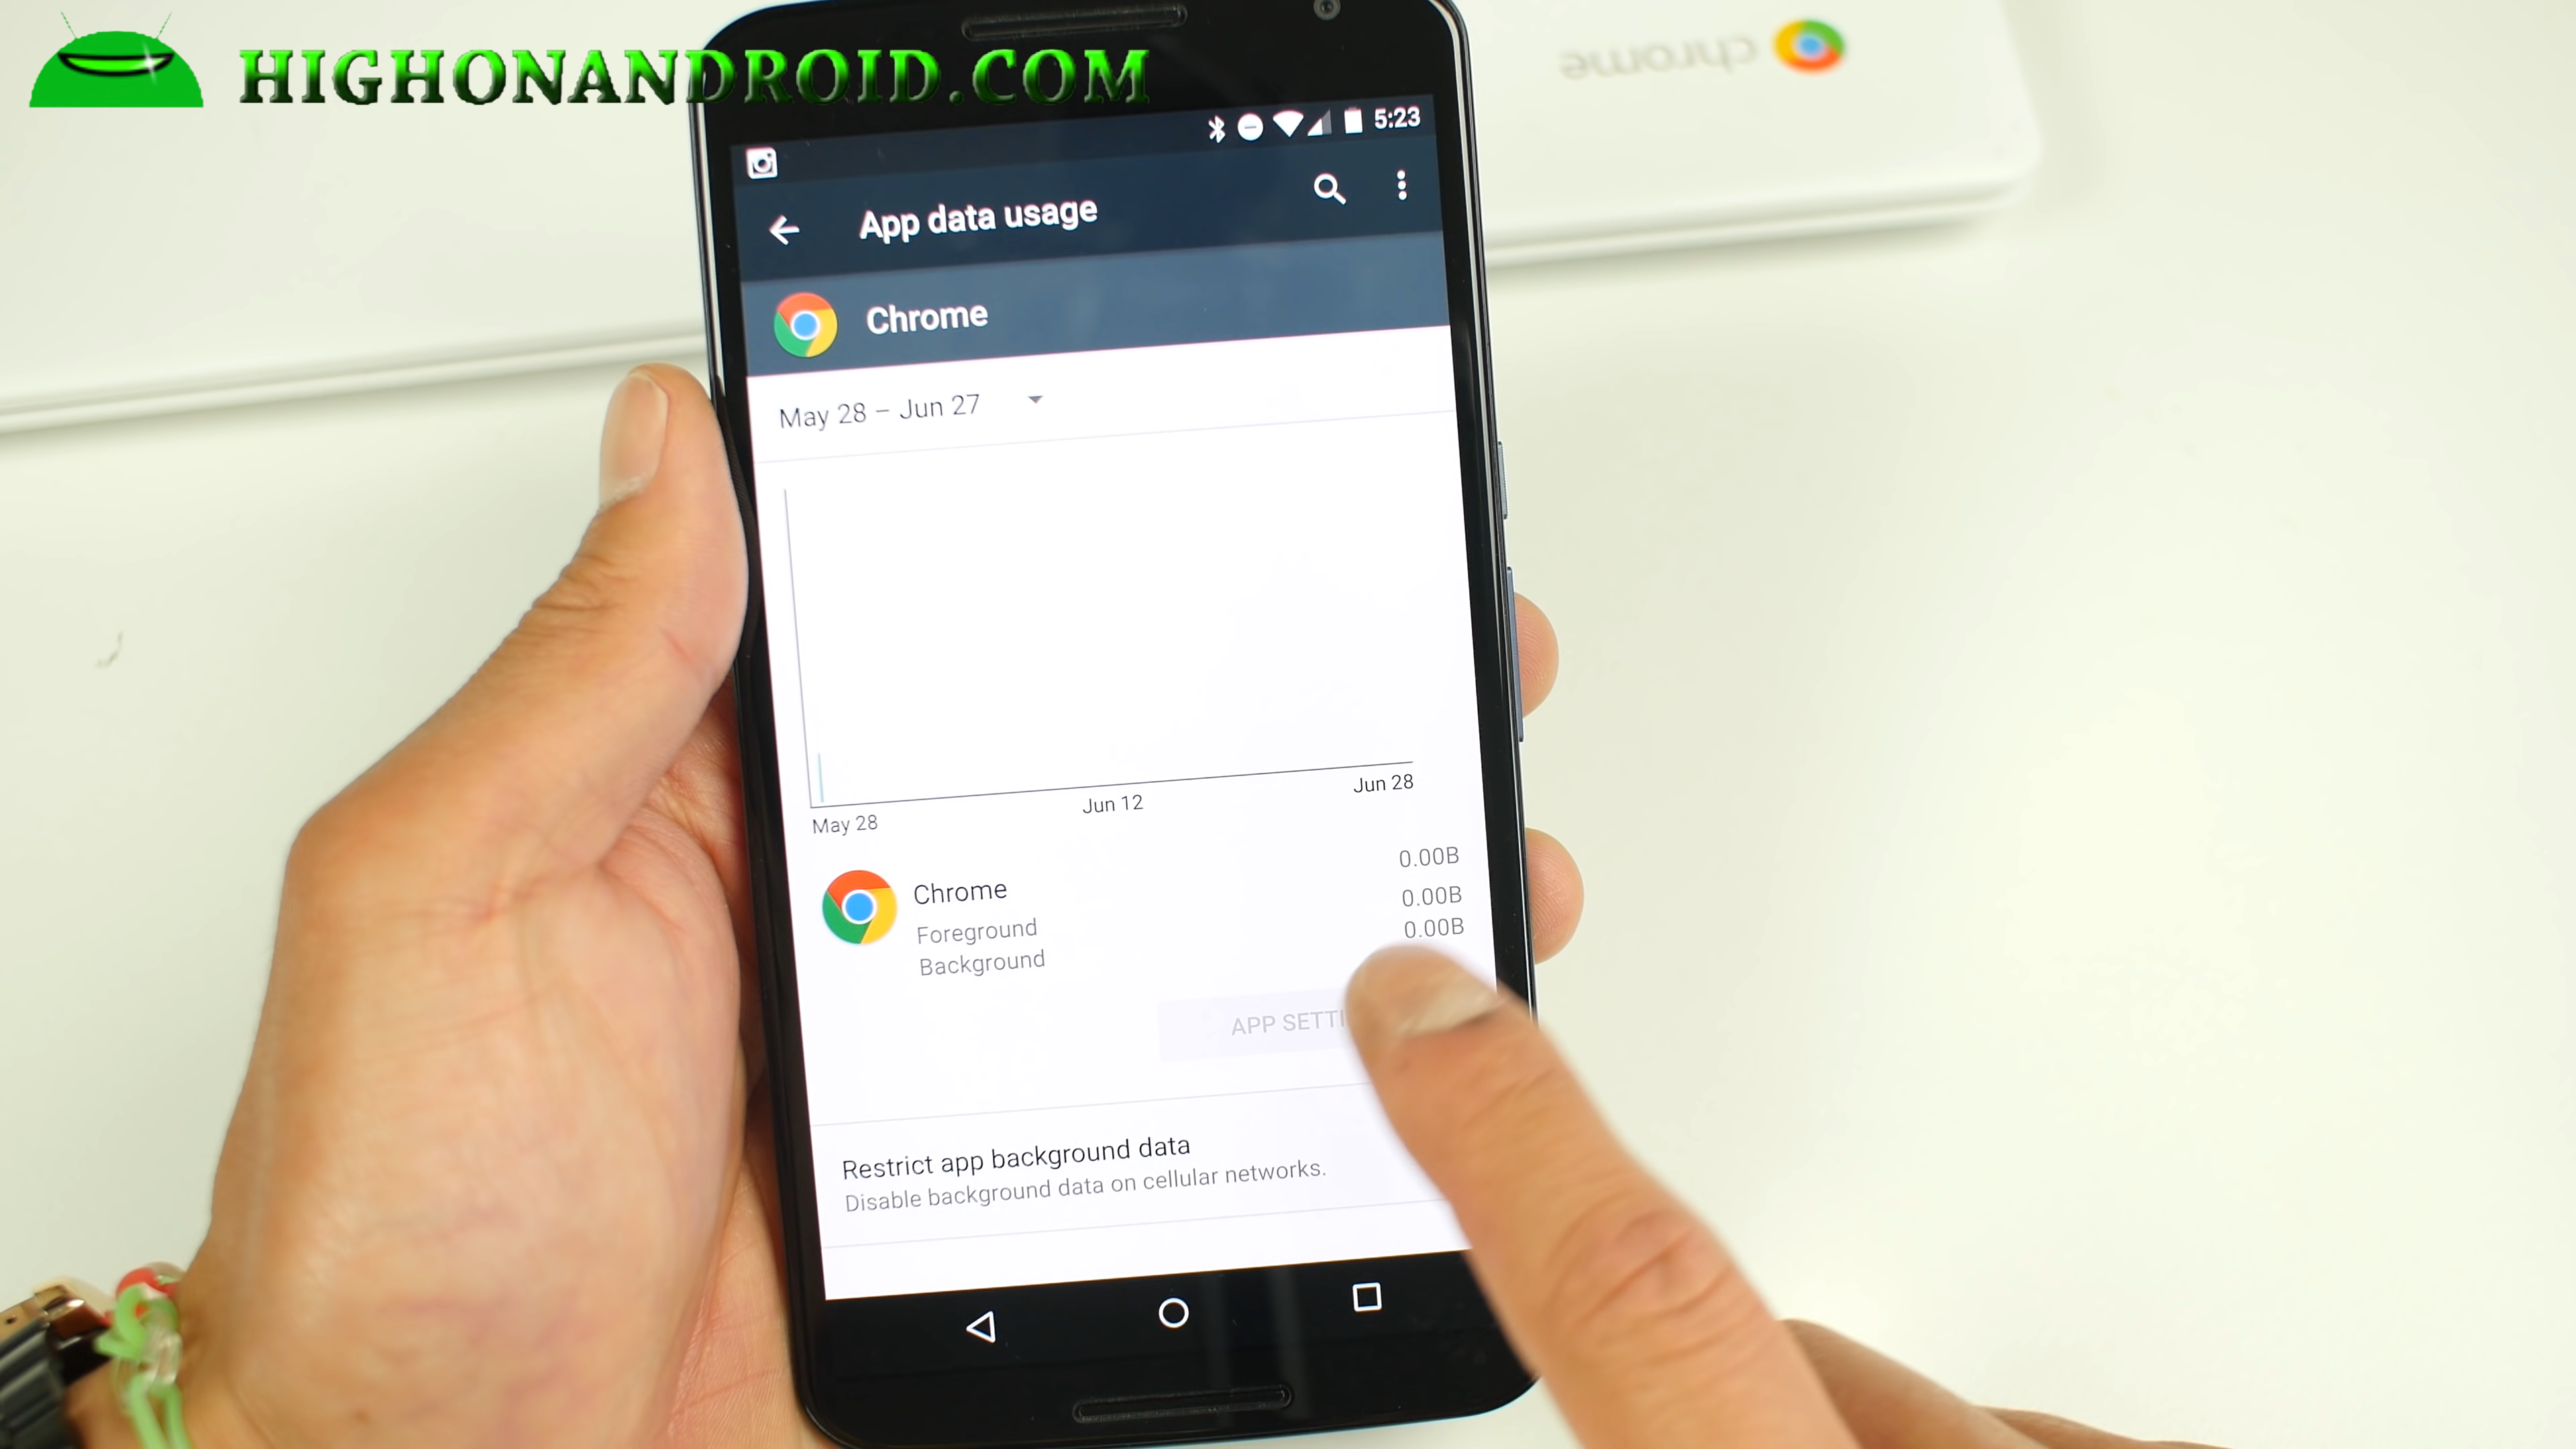 HIGHONANDROID.COM
chrome
5:23
App data usage
Chrome
May 28 – Jun 27
May 28
Jun 12
Jun 28
Chrome
0.00B
Foreground
0.00B
Background
0.00B
APP SETTI
Restrict app background data
Disable background data on cellular networks.